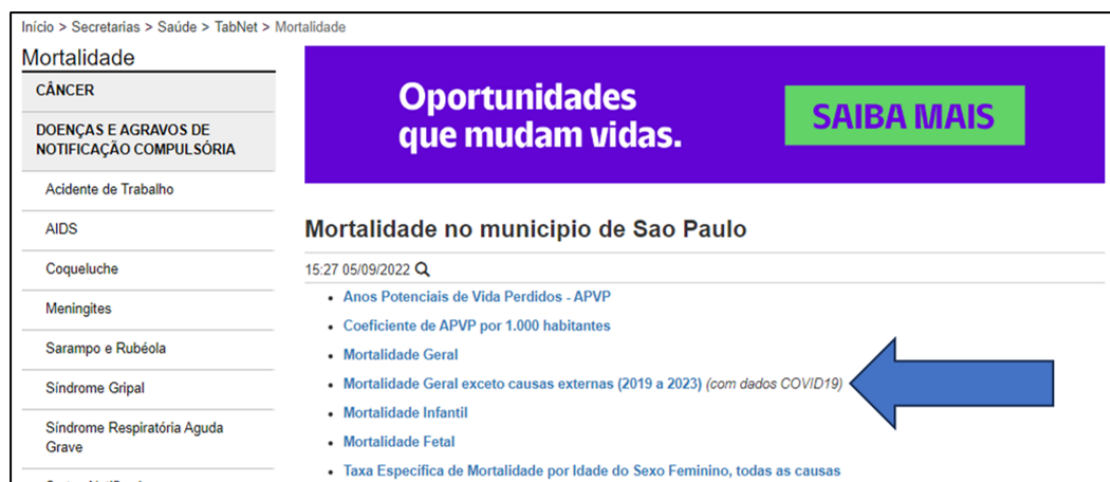 Início > Secretarias > Saúde > TabNet > Mortalidade
Mortalidade
CÂNCER
DOENÇAS E AGRAVOS DE
NOTIFICAÇÃO COMPULSÓRIA
Acidente de Trabalho
AIDS
Coqueluche
Meningites
Sarampo e Rubéola
Síndrome Gripal
Síndrome Respiratória Aguda
Grave
Oportunidades
que mudam vidas.
SAIBA MAIS
Mortalidade no municipio de Sao Paulo
15:27 05/09/2022
• Anos Potenciais de Vida Perdidos - APVP
• Coeficiente de APVP por 1.000 habitantes
• Mortalidade Geral
• Mortalidade Geral exceto causas externas (2019 a 2023) (com dados COVID19)
• Mortalidade Infantil
• Mortalidade Fetal
• Taxa Específica de Mortalidade por Idade do Sexo Feminino, todas as causas